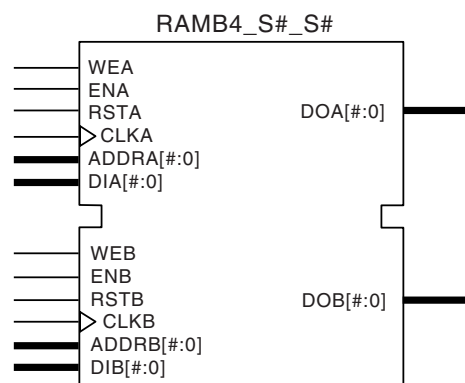 RAMB4_S#_S#
WEA
ENA
RSTA
DOA[#:0]
CLKA
ADDRA[#:0]
DIA[#:0]
WEB
ENB
RSTB
DOB[#:0]
CLKB
ADDRB[#:0]
DIB[#:0]